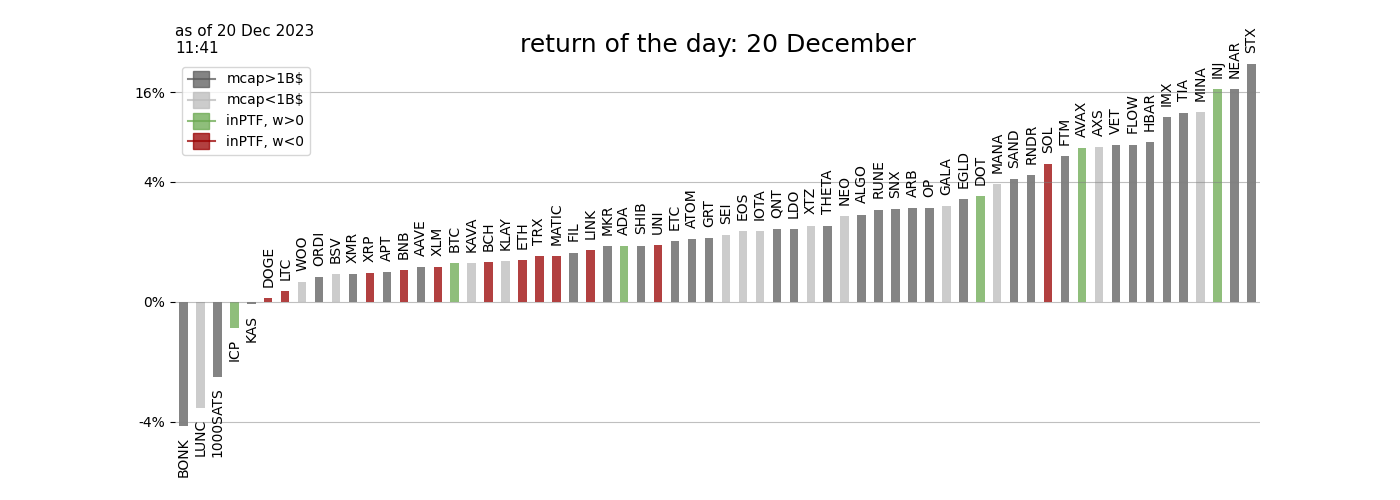 as of 20 Dec 2023
11:41
return of the day: 20 December
mcap>1B$
mcap<1B$
inPTF, w>0
inPTF, w<0
16%
4%
0%
-4%
BONK
LUNC
1000SATS
ICP
KAS
DOGE
LTC
WOO
ORDI
BSV
XMR
XRP
APT
BNB
AAVE
XLM
BTC
KAVA
BCH
KLAY
ETH
TRX
MATIC
FIL
LINK
MKR
ADA
SHIB
UNI
ETC
ATOM
GRT
SEI
EOS
IOTA
QNT
LDO
XTZ
THETA
NEO
ALGO
RUNE
SNX
ARB
OP
GALA
EGLD
DOT
MANA
SAND
RNDR
SOL
FTM
AVAX
AXS
VET
FLOW
HBAR
IMX
TIA
MINA
INJ
NEAR
STX